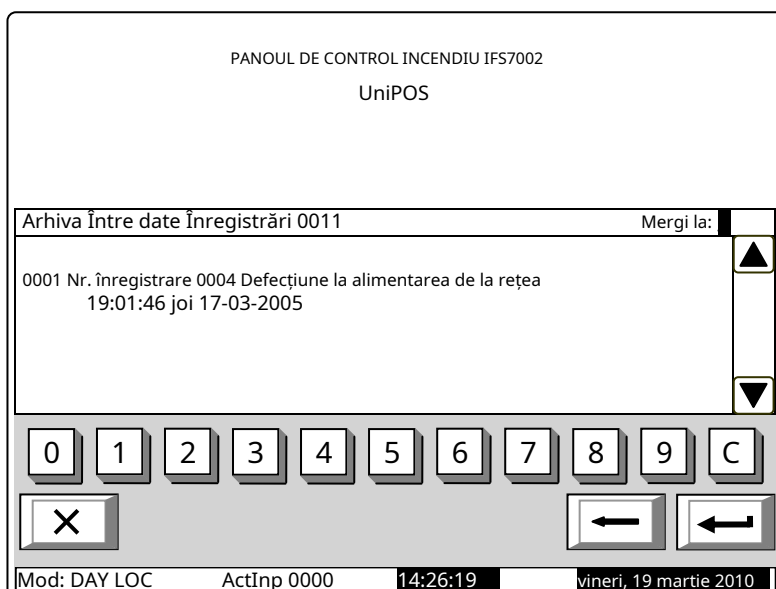 PANOUL DE CONTROL INCENDIU IFS7002
UniPOS
Arhiva Între date Înregistrări 0011 Mergi la:
0001 Nr. înregistrare 0004 Defecțiune la alimentarea de la rețea
19:01:46 joi 17-03-2005
0 1 2 3 4 5 6 7 8 9 C
Mod: DAY LOC ActInp 0000 14:26:19 vineri, 19 martie 2010